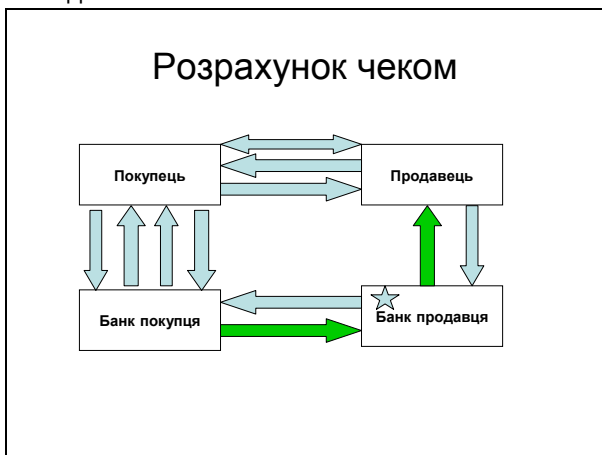 Розрахунок чеком
Покупець
Продавець
Банк покупця
Банк продавця